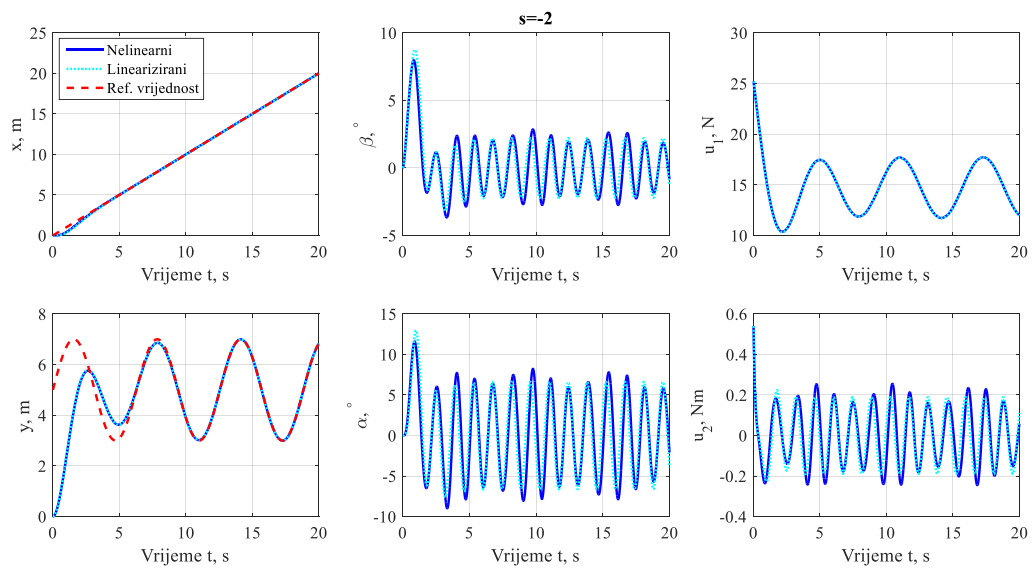 s=-2
25
20
15
10
5
0
x, m
Nelinearni
Linearizirani
Ref. vrijednost
0 5 10 15 20
Vrijeme t, s
10
5
0
-5
β, °
0 5 10 15 20
Vrijeme t, s
30
25
20
15
10
u₁, N
0 5 10 15 20
Vrijeme t, s
8
6
4
2
0
y, m
0 5 10 15 20
Vrijeme t, s
15
10
5
0
-5
-10
α, °
0 5 10 15 20
Vrijeme t, s
0.6
0.4
0.2
0
-0.2
0.4
u₂, Nm
0 5 10 15 20
Vrijeme t, s